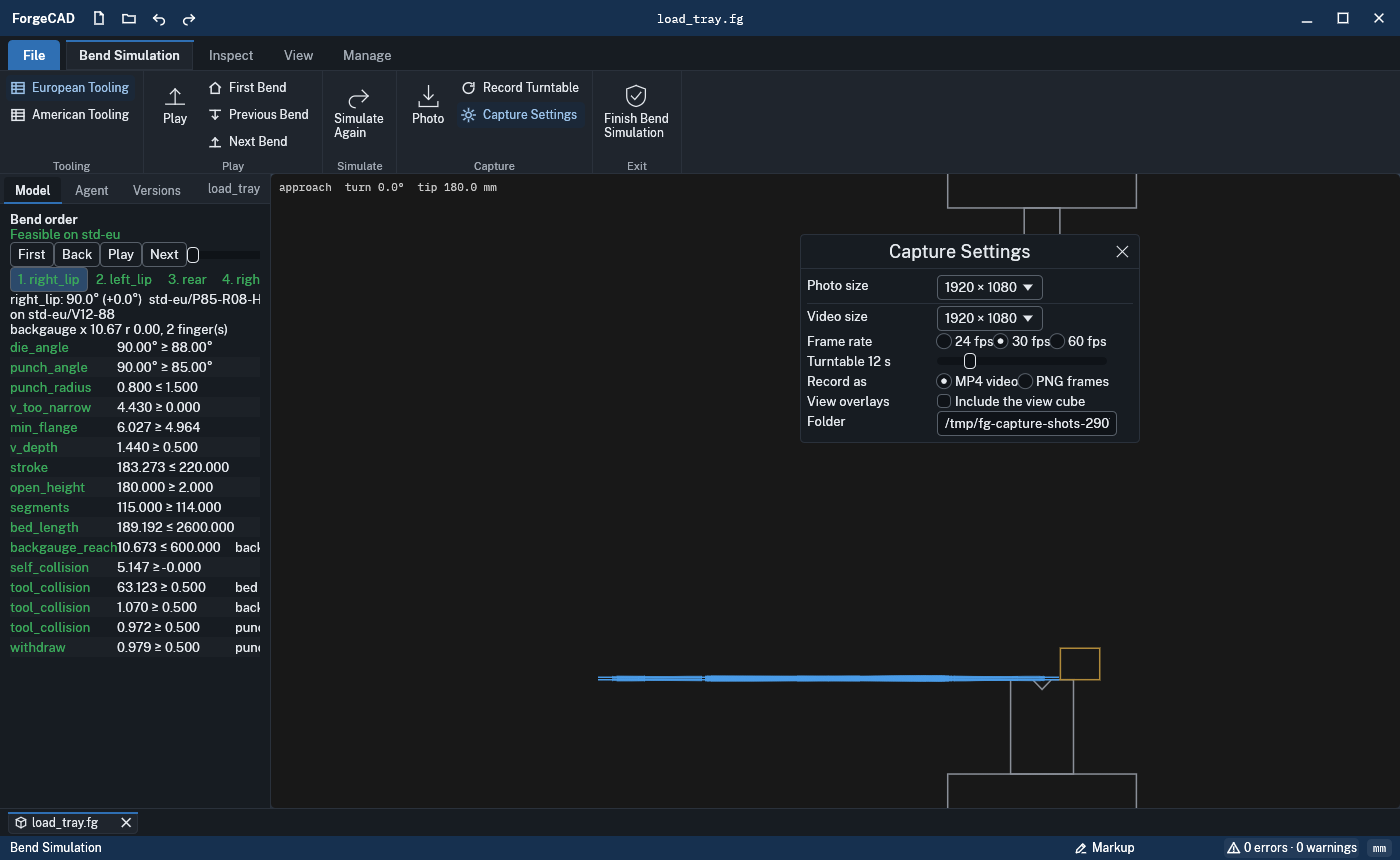 ForgeCAD
load_tray.fg
File Bend Simulation Inspect View Manage
European Tooling
American Tooling
Tooling
Play
First Bend
Previous Bend
Next Bend
Play
Simulate
Again
Simulate
Photo
Record Turntable
Capture Settings
Capture
Finish Bend
Simulation
Exit
Model Agent Versions load_tray
Bend order
Feasible on std-eu
First Back Play Next
1. right_lip 2. left_lip 3. rear 4. righ
right_lip: 90.0° (+0.0°) std-eu/P85-R08-H
on std-eu/V12-88
backgauge x 10.67 r 0.00, 2 finger(s)
die_angle 90.00° ≥ 88.00°
punch_angle 90.00° ≥ 85.00°
punch_radius 0.800 ≤ 1.500
v_too_narrow 4.430 ≥ 0.000
min_flange 6.027 ≥ 4.964
v_depth 1.440 ≥ 0.500
stroke 183.273 ≤ 220.000
open_height 180.000 ≥ 2.000
segments 115.000 ≥ 114.000
bed_length 189.192 ≤ 2600.000
backgauge_reach 10.673 ≤ 600.000 back
self_collision 5.147 ≥ -0.000
tool_collision 63.123 ≥ 0.500 bed
tool_collision 1.070 ≥ 0.500 back
tool_collision 0.972 ≥ 0.500 punc
withdraw 0.979 ≥ 0.500 punc
approach turn 0.0° tip 180.0 mm
Capture Settings
Photo size 1920 × 1080
Video size 1920 × 1080
Frame rate 24 fps 30 fps 60 fps
Turntable 12 s
Record as MP4 video PNG frames
View overlays Include the view cube
Folder /tmp/fg-capture-shots-290
load_tray.fg
Bend Simulation
Markup
0 errors · 0 warnings
mm